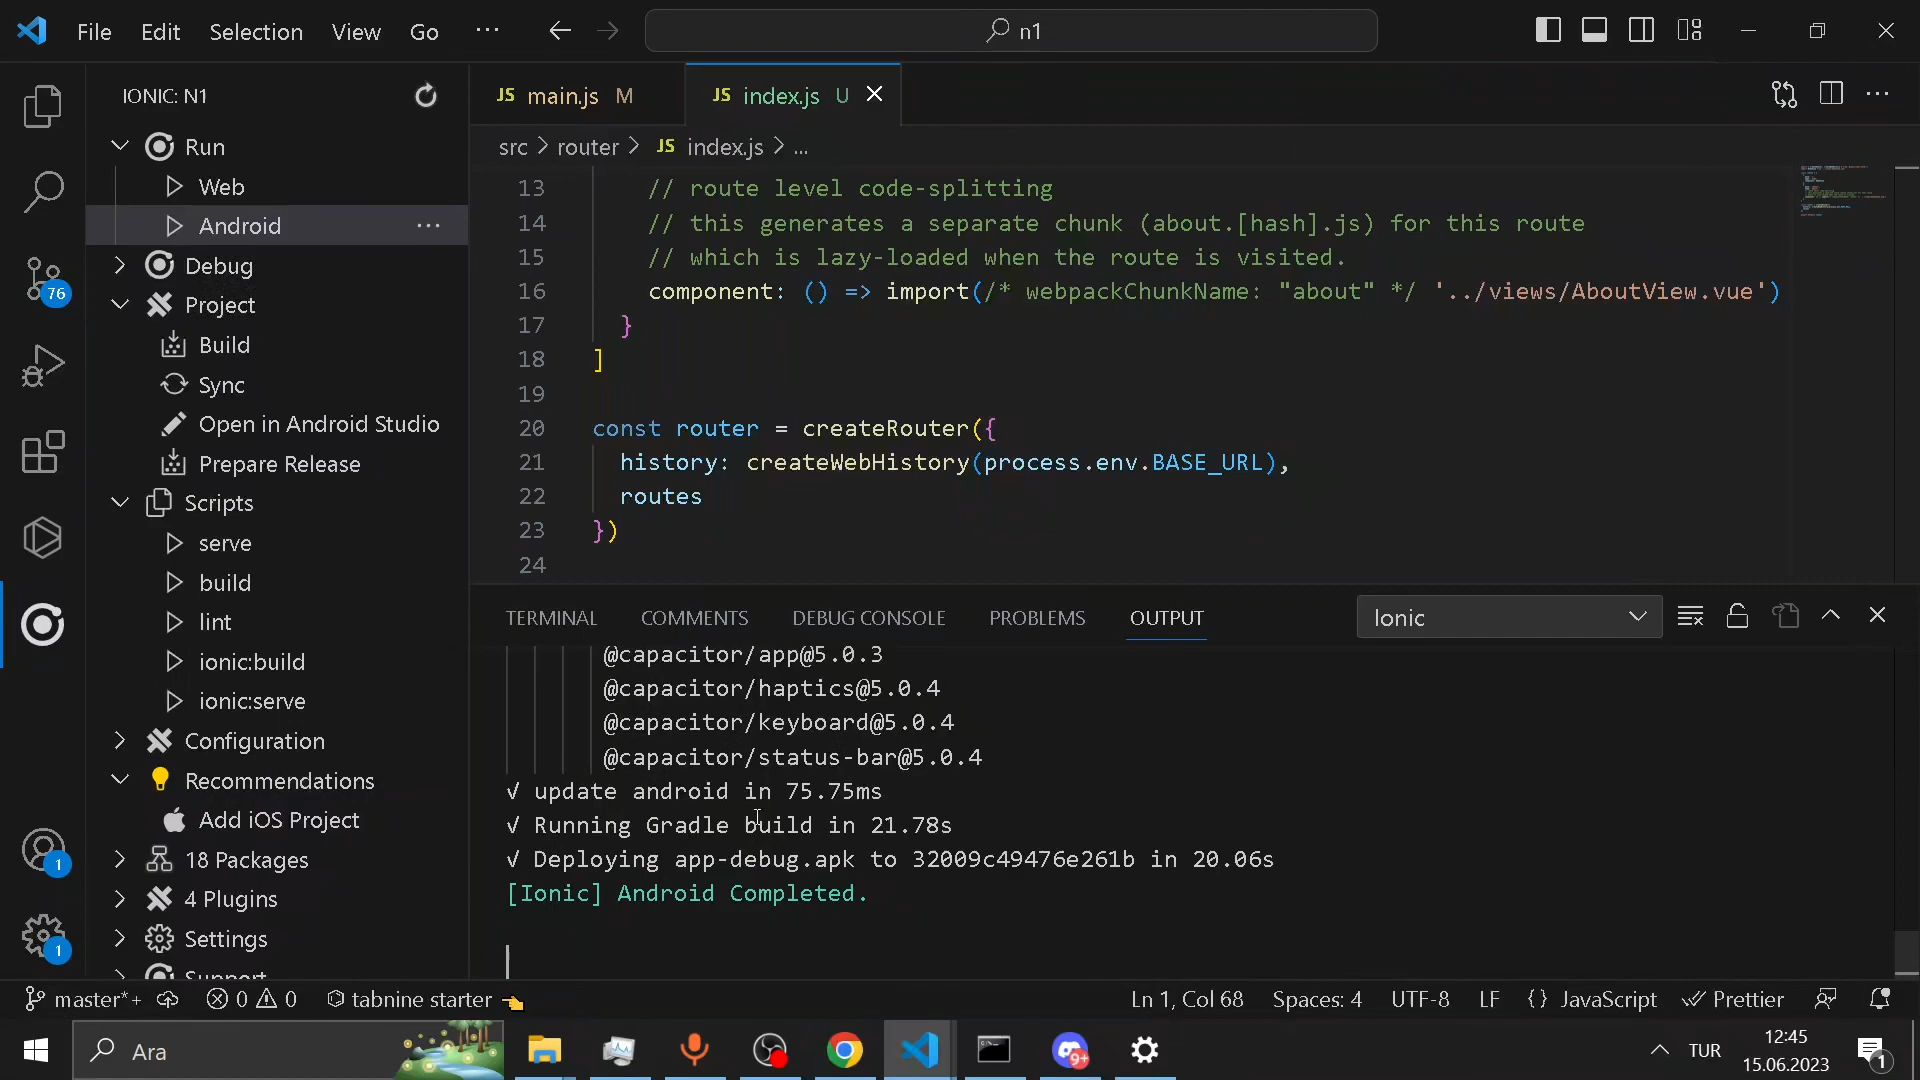 File Edit Selection View Go ··· n1
IONIC: N1
Run
Web
Android ···
Debug
Project
Build
Sync
Open in Android Studio
Prepare Release
Scripts
serve
build
lint
ionic:build
ionic:serve
Configuration
Recommendations
Add iOS Project
18 Packages
4 Plugins
Settings
Support
76
1
1
JS main.js M JS index.js U
src > router > JS index.js > ...
13 // route level code-splitting
14 // this generates a separate chunk (about.[hash].js) for this route
15 // which is lazy-loaded when the route is visited.
16 component: () => import(/* webpackChunkName: "about" */ '../views/AboutView.vue')
17 }
18 ]
19
20 const router = createRouter({
21 history: createWebHistory(process.env.BASE_URL),
22 routes
23 })
24
TERMINAL COMMENTS DEBUG CONSOLE PROBLEMS OUTPUT Ionic
@capacitor/app@5.0.3
@capacitor/haptics@5.0.4
@capacitor/keyboard@5.0.4
@capacitor/status-bar@5.0.4
√ update android in 75.75ms
√ Running Gradle build in 21.78s
√ Deploying app-debug.apk to 32009c49476e261b in 20.06s
[Ionic] Android Completed.
master*+ 0 0 tabnine starter Ln 1, Col 68 Spaces: 4 UTF-8 LF {} JavaScript Prettier
Ara 9+ TUR 12:45
15.06.2023 1